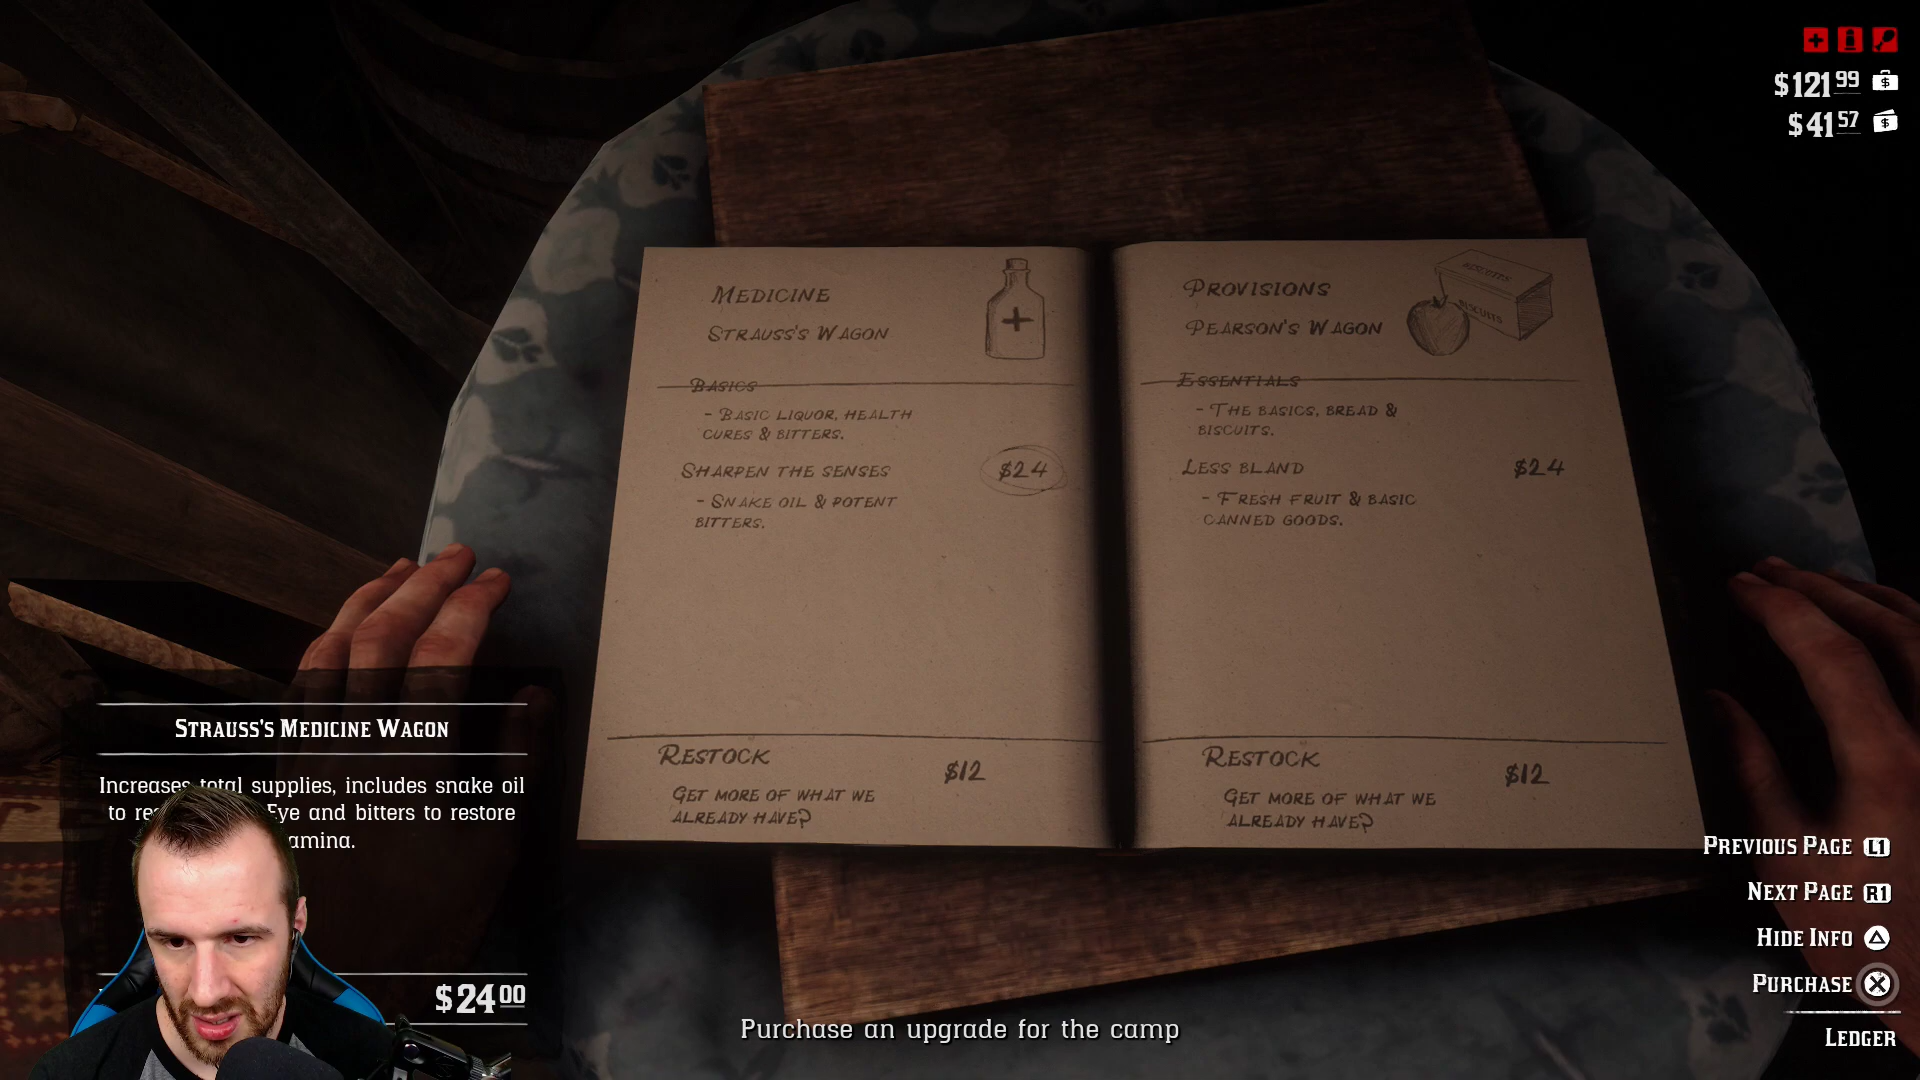 $121 99
$41 57
MEDICINE
STRAUSS'S WAGON
BASICS
- BASIC LIQUOR, HEALTH
CURES & BITTERS.
SHARPEN THE SENSES $24
- SNAKE OIL & POTENT
BITTERS.
RESTOCK $12
GET MORE OF WHAT WE
ALREADY HAVE?
PROVISIONS
PEARSON'S WAGON
BISCUITS
BISCUITS
ESSENTIALS
- THE BASICS, BREAD &
BISCUITS.
LESS BLAND $24
- FRESH FRUIT & BASIC
CANNED GOODS.
RESTOCK $12
GET MORE OF WHAT WE
ALREADY HAVE?
STRAUSS'S MEDICINE WAGON
Increases total supplies, includes snake oil
to Eye and bitters to restore
$24 00
Purchase an upgrade for the camp
PREVIOUS PAGE L1
NEXT PAGE R1
HIDE INFO
PURCHASE
LEDGER